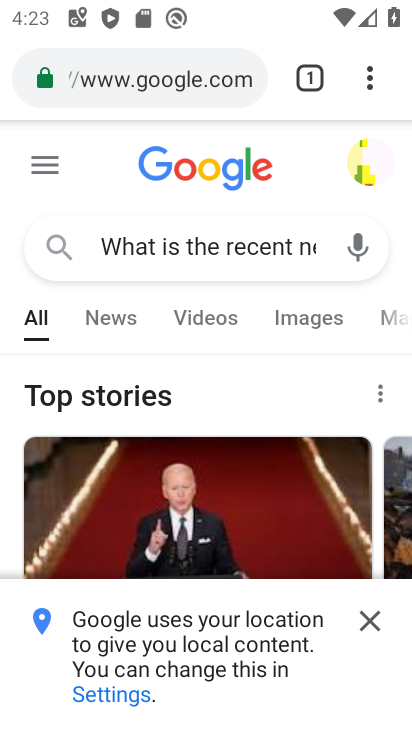 4:23
//www.google.com
1
Google
What is the recent ne
All News Videos Images Ma
Top stories
Google uses your location
to give you local content.
You can change this in
Settings.